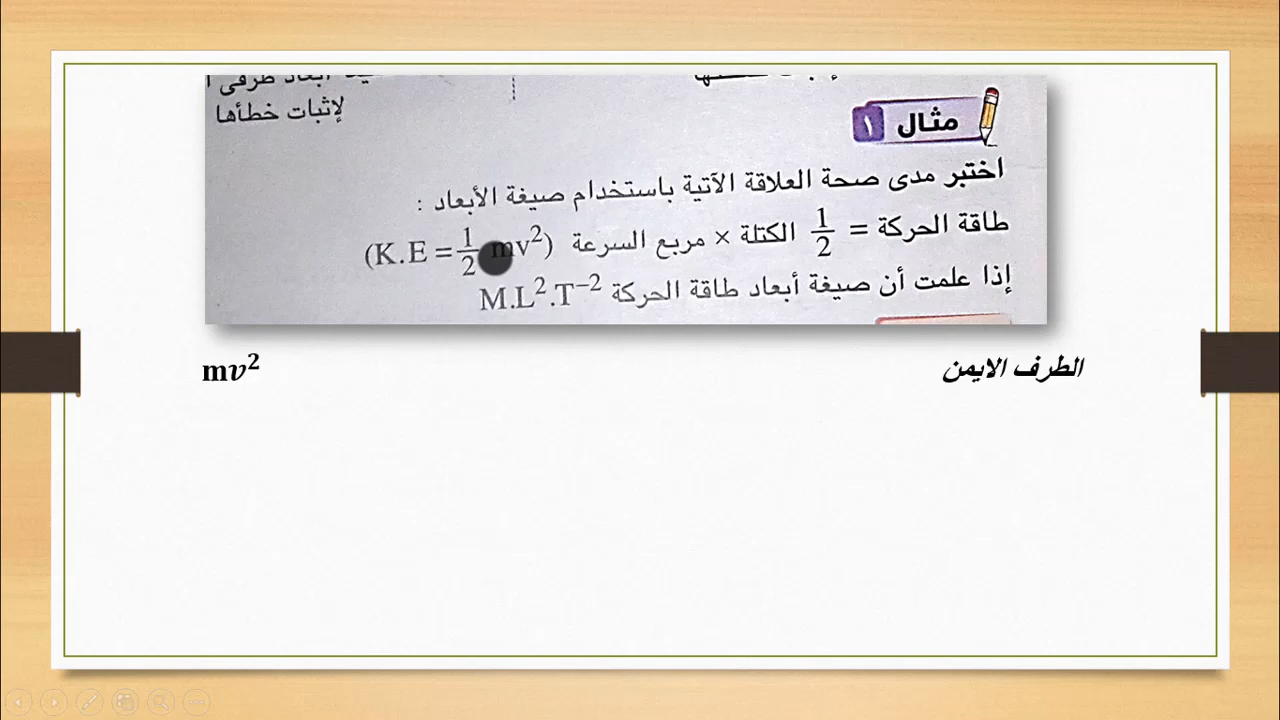 لإثبات خطأها
مثال ١
اختبر مدى صحة العلاقة الآتية باستخدام صيغة الأبعاد :
طاقة الحركة = 1/2 الكتلة × مربع السرعة (K.E = 1/2 mv²)
إذا علمت أن صيغة أبعاد طاقة الحركة M.L².T⁻²
الطرف الايمن
mv²